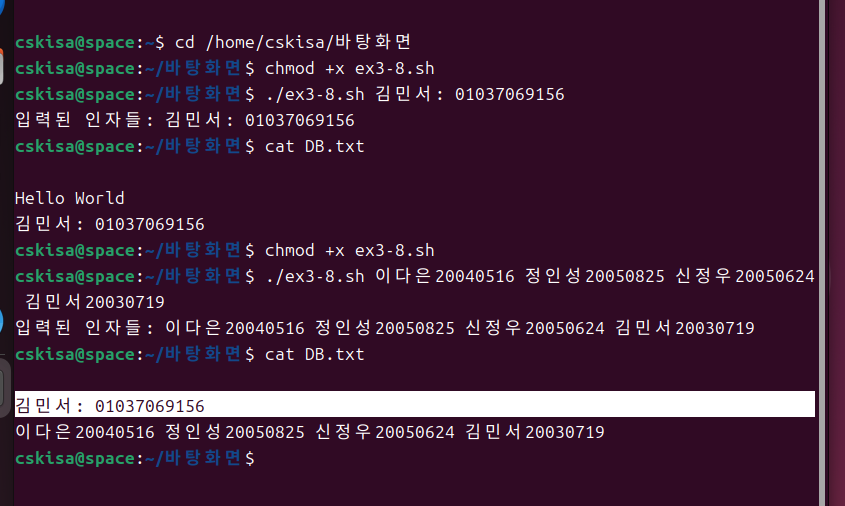 cskisa@space:~$ cd /home/cskisa/바탕화면
cskisa@space:~/바탕화면$ chmod +x ex3-8.sh
cskisa@space:~/바탕화면$ ./ex3-8.sh 김민서: 01037069156
입력된 인자들: 김민서: 01037069156
cskisa@space:~/바탕화면$ cat DB.txt
Hello World
김민서: 01037069156
cskisa@space:~/바탕화면$ chmod +x ex3-8.sh
cskisa@space:~/바탕화면$ ./ex3-8.sh 이다은20040516 정인성20050825 신정우20050624
김민서20030719
입력된 인자들: 이다은20040516 정인성20050825 신정우20050624 김민서20030719
cskisa@space:~/바탕화면$ cat DB.txt
김민서: 01037069156
이다은20040516 정인성20050825 신정우20050624 김민서20030719
cskisa@space:~/바탕화면$